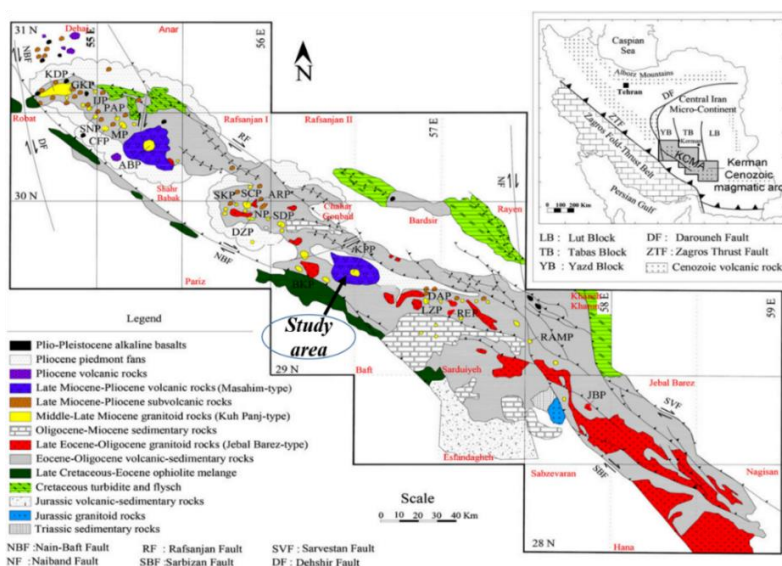 31 N
Dehaj
55 E
Anar
56 E
NBF
KDP
GKP
IJP
PAP
Robat
SNP
MP
CFP
ABP
DF
RF
Rafsanjan I
Rafsanjan II
57 E
N
30 N
Shahr
Babak
SKP
SCP
ARP
NP
SDP
DZP
Chahar
Gonbad
Bardsir
Rayen
NF
Pariz
NBF
KPP
BKP
Study
area
DAP
LZP
REP
RAMP
58 E
29 N
Baft
Sarduiyeh
Esfandagheh
JBP
Jebal Barez
SVF
Sabzevaran
SBF
Nagisan
28 N
Hana
Caspian
Sea
Alborz Mountains
Tehran
DF
Central Iran
Micro-Continent
YB
TB
LB
ZTF
Zagros Fold-Thrust Belt
KCMA
Kerman
Cenozoic
magmatic arc
Persian Gulf
0 100 200 Km
LB : Lut Block
DF : Darouneh Fault
TB : Tabas Block
ZTF : Zagros Thrust Fault
YB : Yazd Block
Cenozoic volcanic rock
Legend
Plio-Pleistocene alkaline basalts
Pliocene piedmont fans
Pliocene volcanic rocks
Late Miocene-Pliocene volcanic rocks (Masahim-type)
Late Miocene-Pliocene subvolcanic rocks
Middle-Late Miocene granitoid rocks (Kuh Panj-type)
Oligocene-Miocene sedimentary rocks
Late Eocene-Oligocene granitoid rocks (Jebal Barez-type)
Eocene-Oligocene volcanic-sedimentary rocks
Late Cretaceous-Eocene ophiolite melange
Cretaceous turbidite and flysch
Jurassic volcanic-sedimentary rocks
Jurassic granitoid rocks
Triassic sedimentary rocks
Scale
0 10 20 30 40 Km
NBF :Nain-Baft Fault
RF : Rafsanjan Fault
SVF : Sarvestan Fault
NF : Naiband Fault
SBF : Sarbizan Fault
DF : Dehshir Fault